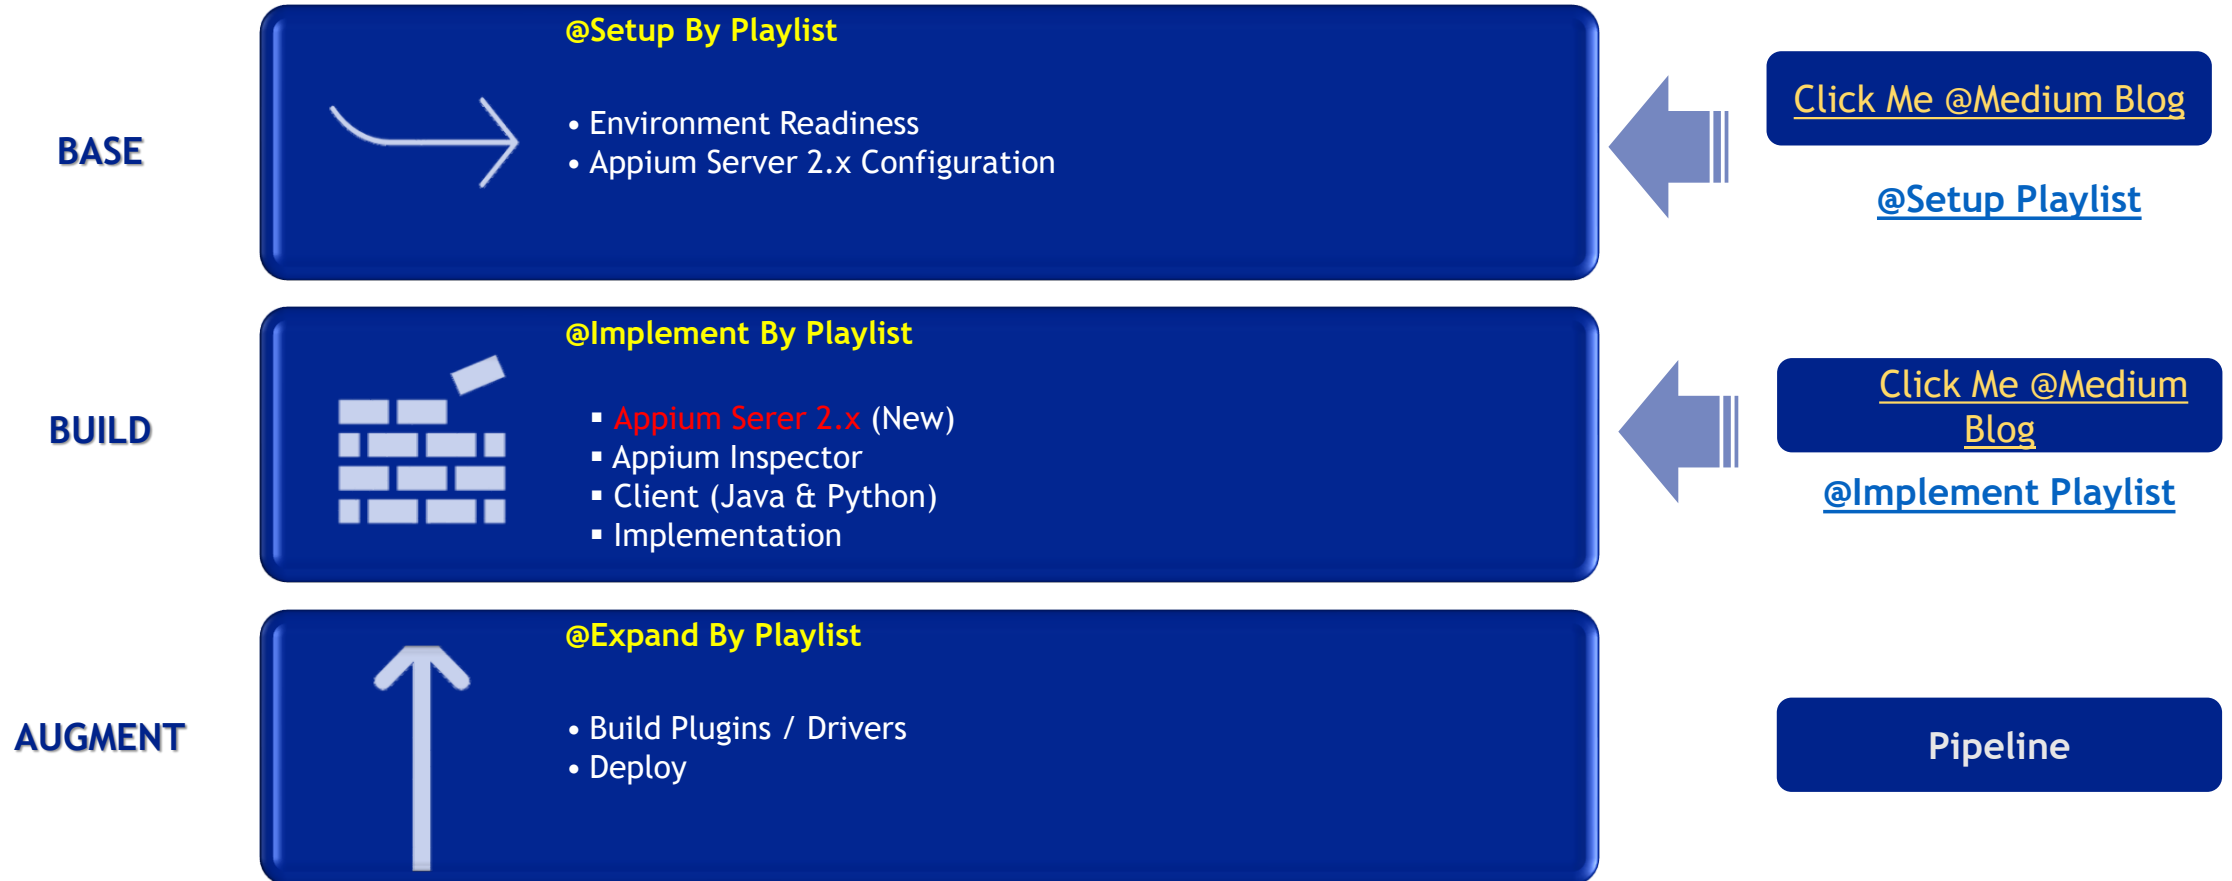 BASE
@Setup By Playlist
• Environment Readiness
• Appium Server 2.x Configuration
Click Me @Medium Blog
@Setup Playlist
BUILD
@Implement By Playlist
▪ Appium Serer 2.x (New)
▪ Appium Inspector
▪ Client (Java & Python)
▪ Implementation
Click Me @Medium
Blog
@Implement Playlist
AUGMENT
@Expand By Playlist
• Build Plugins / Drivers
• Deploy
Pipeline